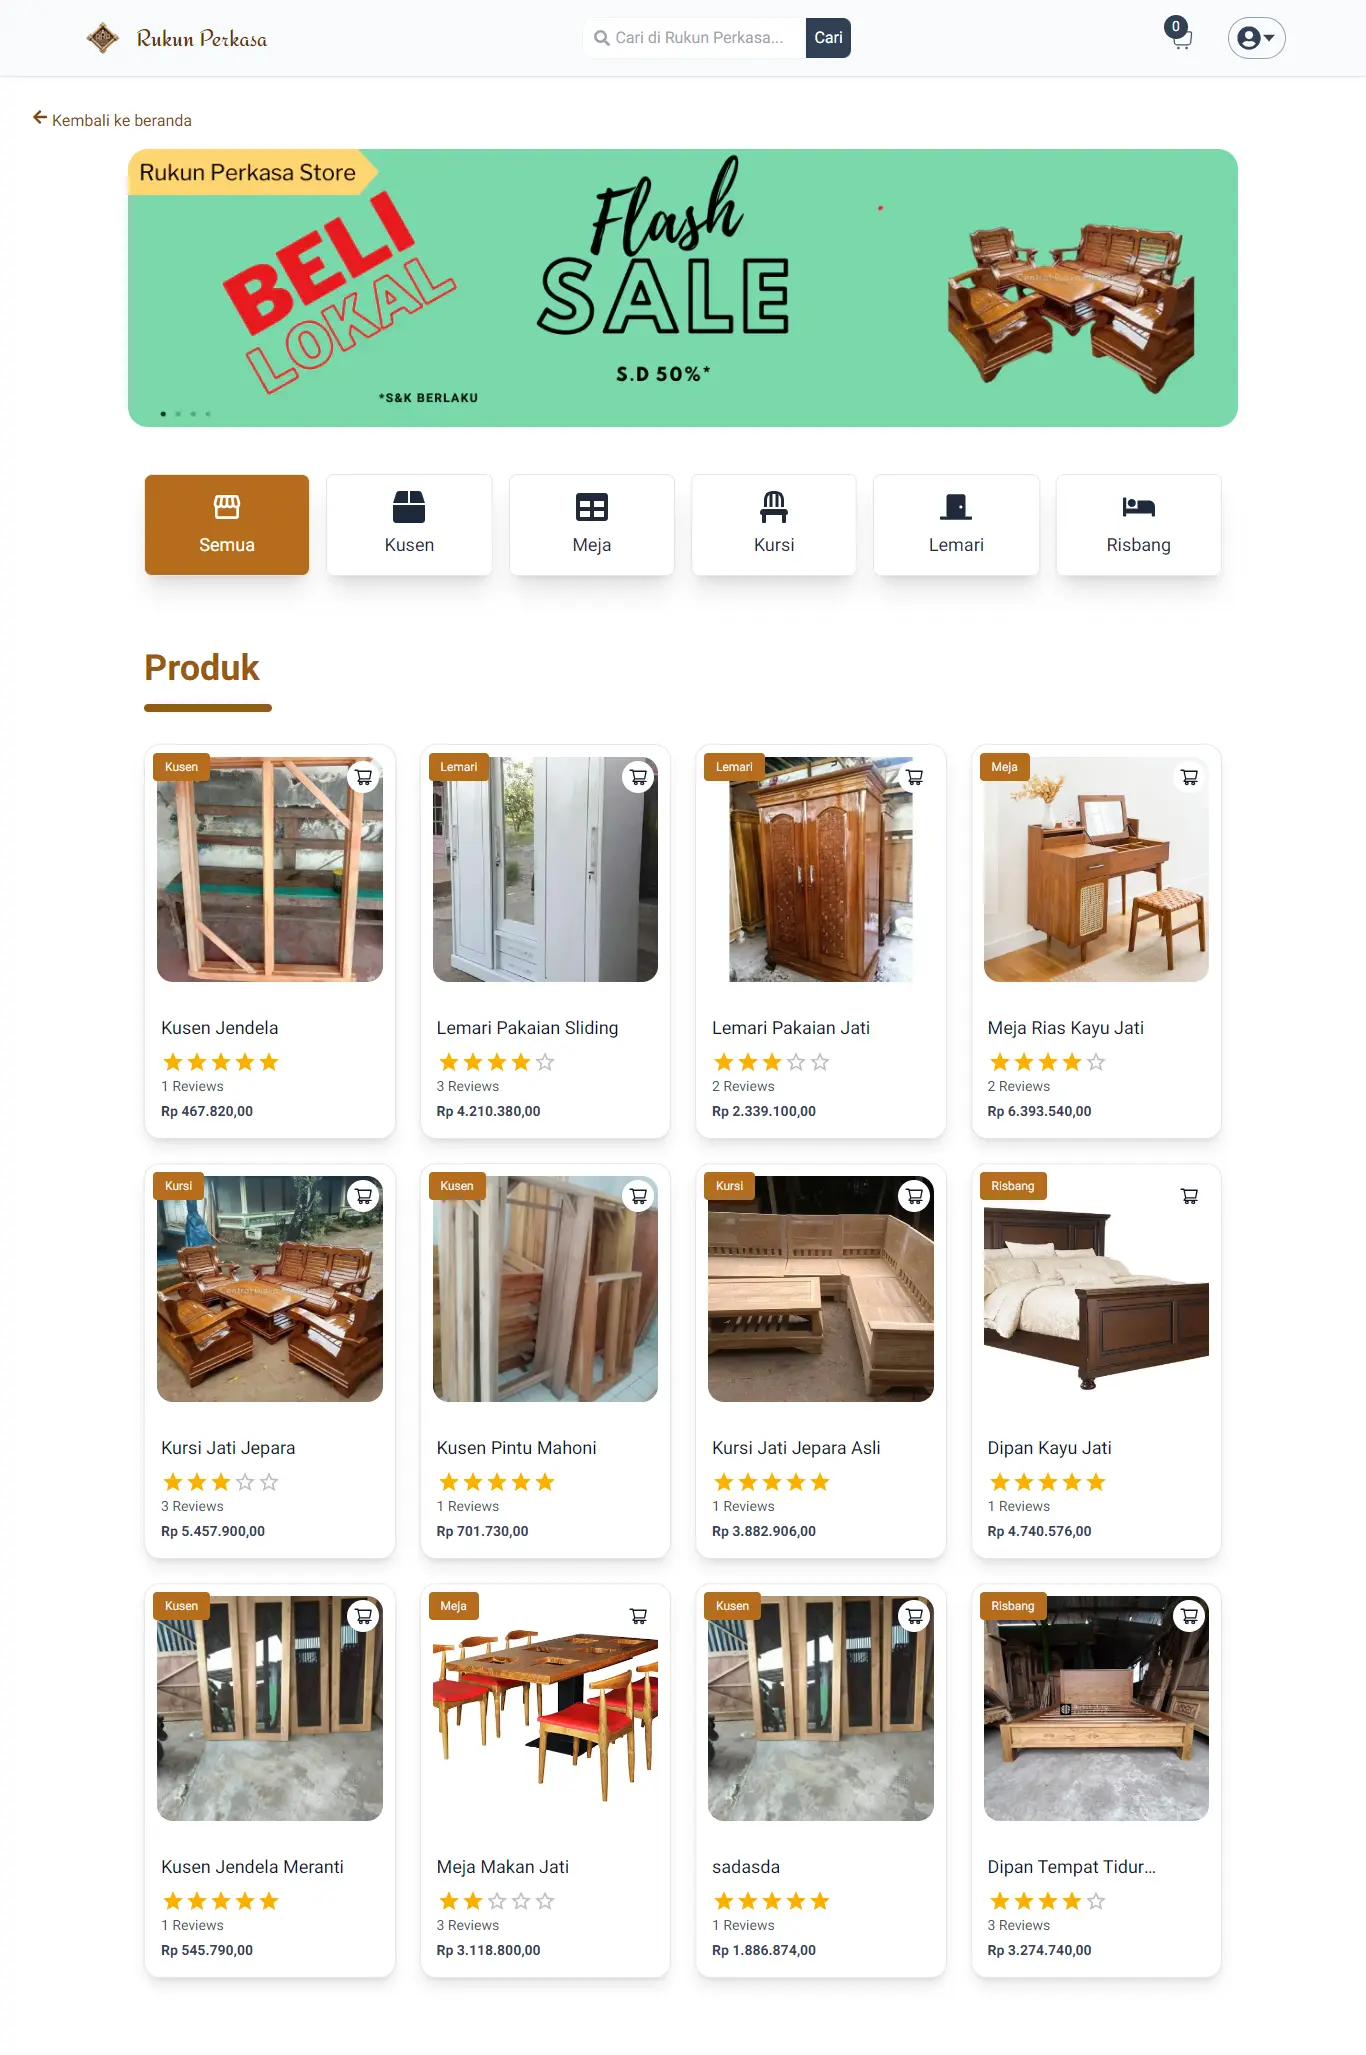 Rukun Perkasa
Cari di Rukun Perkasa...
Cari
0
Kembali ke beranda
Rukun Perkasa Store
BELI
LOKAL
Flash
SALE
S.D 50%*
*S&K BERLAKU
Semua
Kusen
Meja
Kursi
Lemari
Risbang
Produk
Kusen
Kusen Jendela
1 Reviews
Rp 467.820,00
Lemari
Lemari Pakaian Sliding
3 Reviews
Rp 4.210.380,00
Lemari
Lemari Pakaian Jati
2 Reviews
Rp 2.339.100,00
Meja
Meja Rias Kayu Jati
2 Reviews
Rp 6.393.540,00
Kursi
Kursi Jati Jepara
3 Reviews
Rp 5.457.900,00
Kusen
Kusen Pintu Mahoni
1 Reviews
Rp 701.730,00
Kursi
Kursi Jati Jepara Asli
1 Reviews
Rp 3.882.906,00
Risbang
Dipan Kayu Jati
1 Reviews
Rp 4.740.576,00
Kusen
Kusen Jendela Meranti
1 Reviews
Rp 545.790,00
Meja
Meja Makan Jati
3 Reviews
Rp 3.118.800,00
Kusen
sadasda
1 Reviews
Rp 1.886.874,00
Risbang
Dipan Tempat Tidur...
3 Reviews
Rp 3.274.740,00